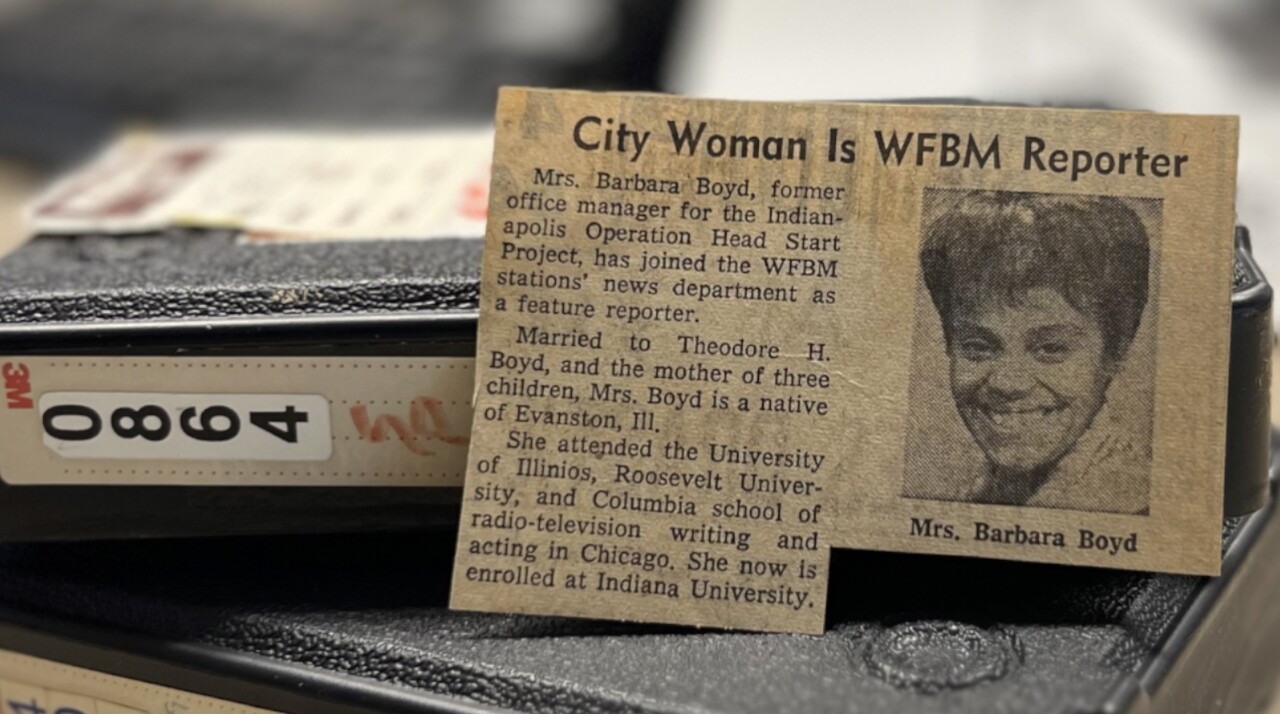 City Woman Is WFBM Reporter
Mrs. Barbara Boyd, former
office manager for the Indian-
apolis Operation Head Start
Project, has joined the WFBM
stations' news department as
a feature reporter.
Married to Theodore H.
Boyd, and the mother of three
children, Mrs. Boyd is a native
of Evanston, Ill.
She attended the University
of Illinios, Roosevelt Univer-
sity, and Columbia school of
radio-television writing and
acting in Chicago. She now is
enrolled at Indiana University.
Mrs. Barbara Boyd
3M
0864